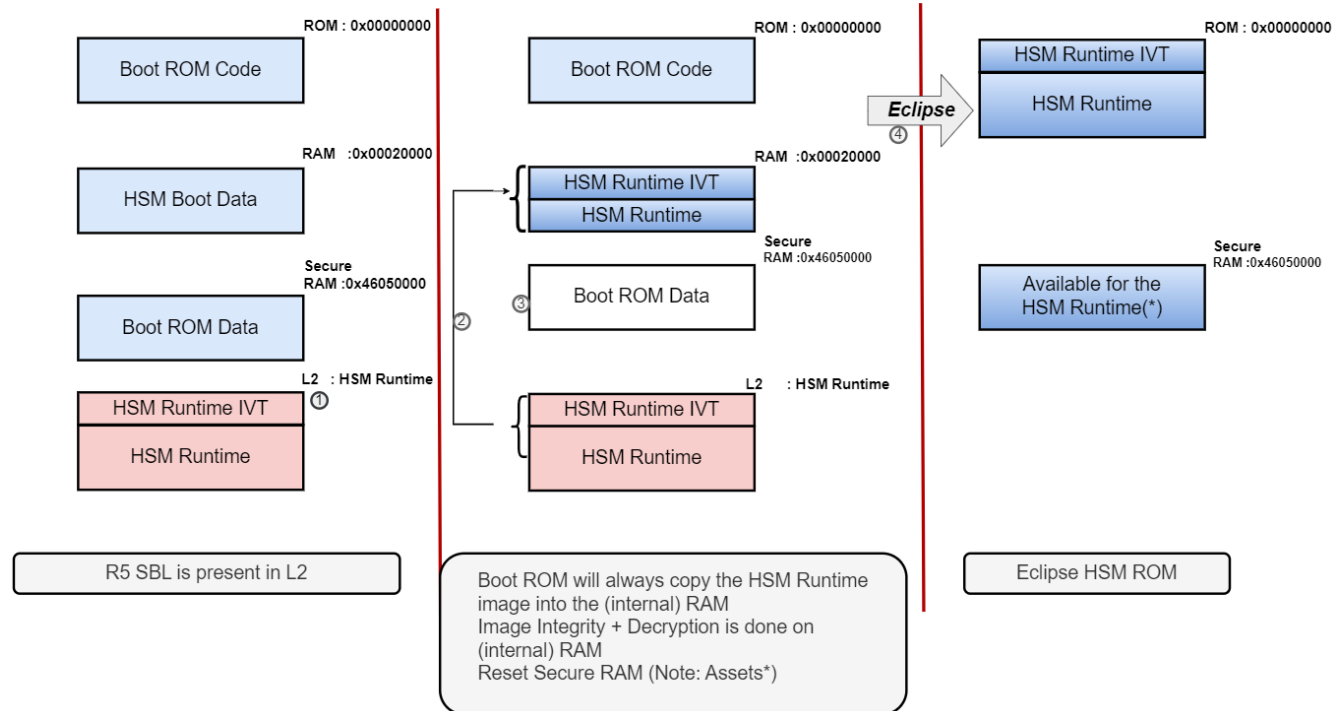 ROM : 0x00000000
Boot ROM Code
RAM :0x00020000
HSM Boot Data
Secure
RAM :0x46050000
Boot ROM Data
L2 : HSM Runtime
HSM Runtime IVT
①
HSM Runtime
R5 SBL is present in L2
ROM : 0x00000000
Boot ROM Code
RAM :0x00020000
HSM Runtime IVT
HSM Runtime
Secure
RAM :0x46050000
②
③
Boot ROM Data
L2 : HSM Runtime
HSM Runtime IVT
HSM Runtime
Boot ROM will always copy the HSM Runtime
image into the (internal) RAM
Image Integrity + Decryption is done on
(internal) RAM
Reset Secure RAM (Note: Assets*)
Eclipse
④
ROM : 0x00000000
HSM Runtime IVT
HSM Runtime
Secure
RAM :0x46050000
Available for the
HSM Runtime(*)
Eclipse HSM ROM